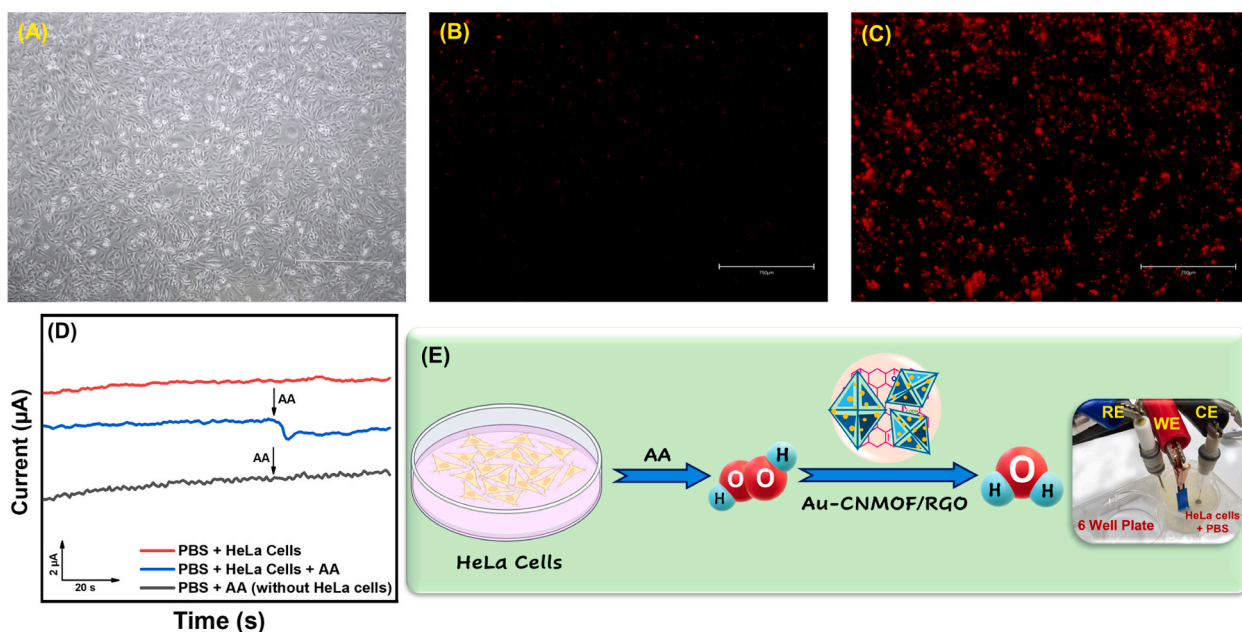 (A)
(B)
750µm
(C)
750µm
(D)
AA
AA
Current (µA)
2 µA
20 s
PBS + HeLa Cells
PBS + HeLa Cells + AA
PBS + AA (without HeLa cells)
Time (s)
(E)
HeLa Cells
AA
H
O O
H
Au-CNMOF/RGO
O
H H
RE
WE
CE
6 Well Plate
HeLa cells
+ PBS